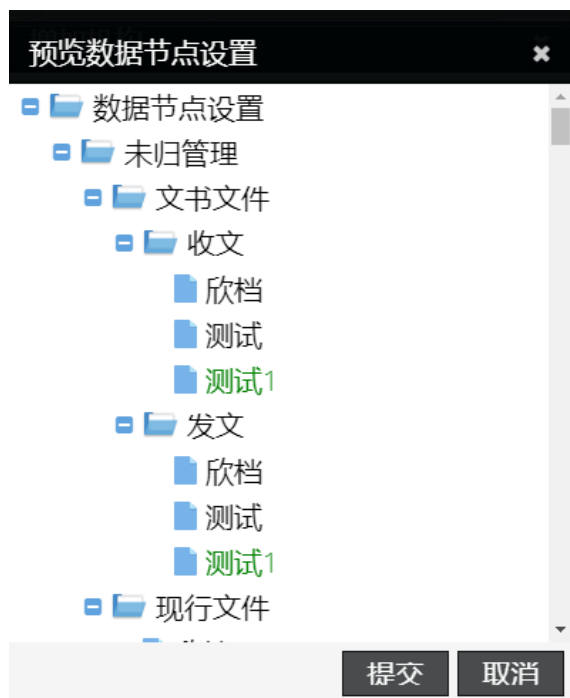 预览数据节点设置
数据节点设置
未归管理
文书文件
收文
欣档
测试
测试1
发文
欣档
测试
测试1
现行文件
提交 取消